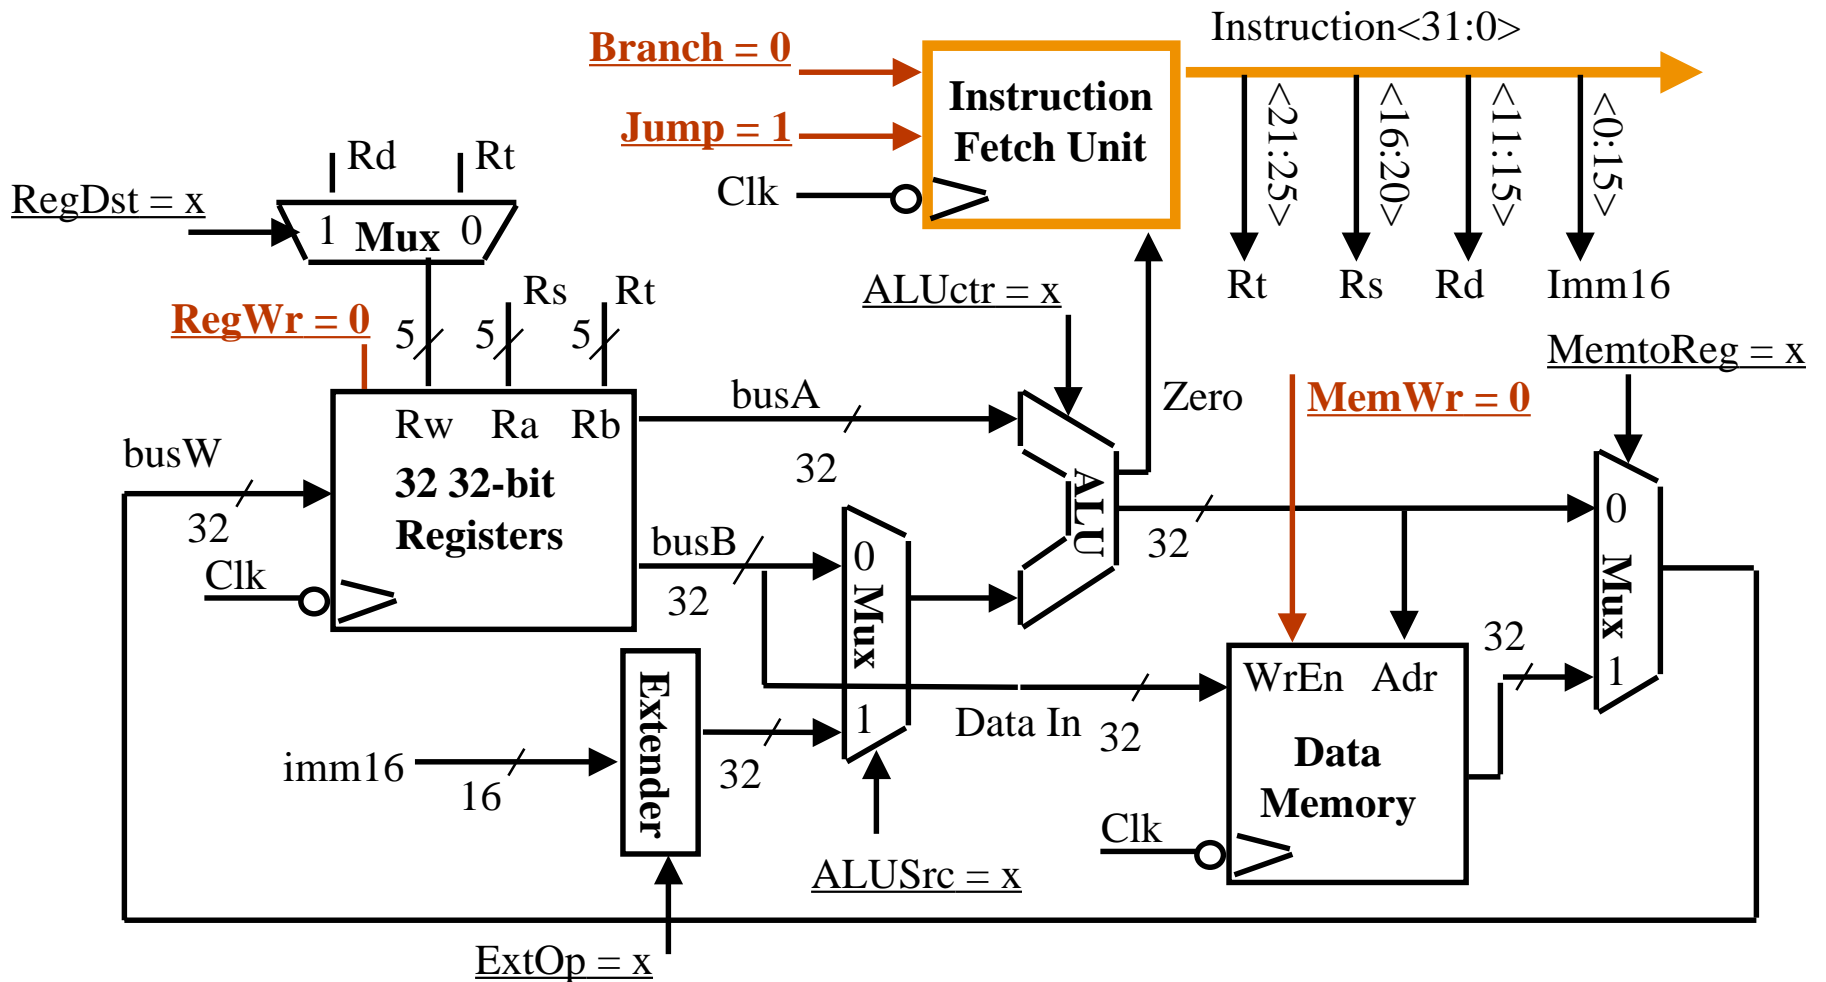 Instruction<31:0>
Branch = 0
Jump = 1
Clk
Instruction
Fetch Unit
<21:25>
<16:20>
<11:15>
<0:15>
Rt
Rs
Rd
Imm16
Rd
Rt
RegDst = x
1 Mux 0
RegWr = 0
5
5
5
Rs
Rt
ALUctr = x
Zero
MemWr = 0
MemtoReg = x
busW
32
Clk
Rw Ra Rb
32 32-bit
Registers
busA
32
busB
32
0
Mux
1
ALU
32
0
Mux
1
imm16
16
Extender
32
ExtOp = x
ALUSrc = x
Data In
32
WrEn Adr
Data
Memory
Clk
32